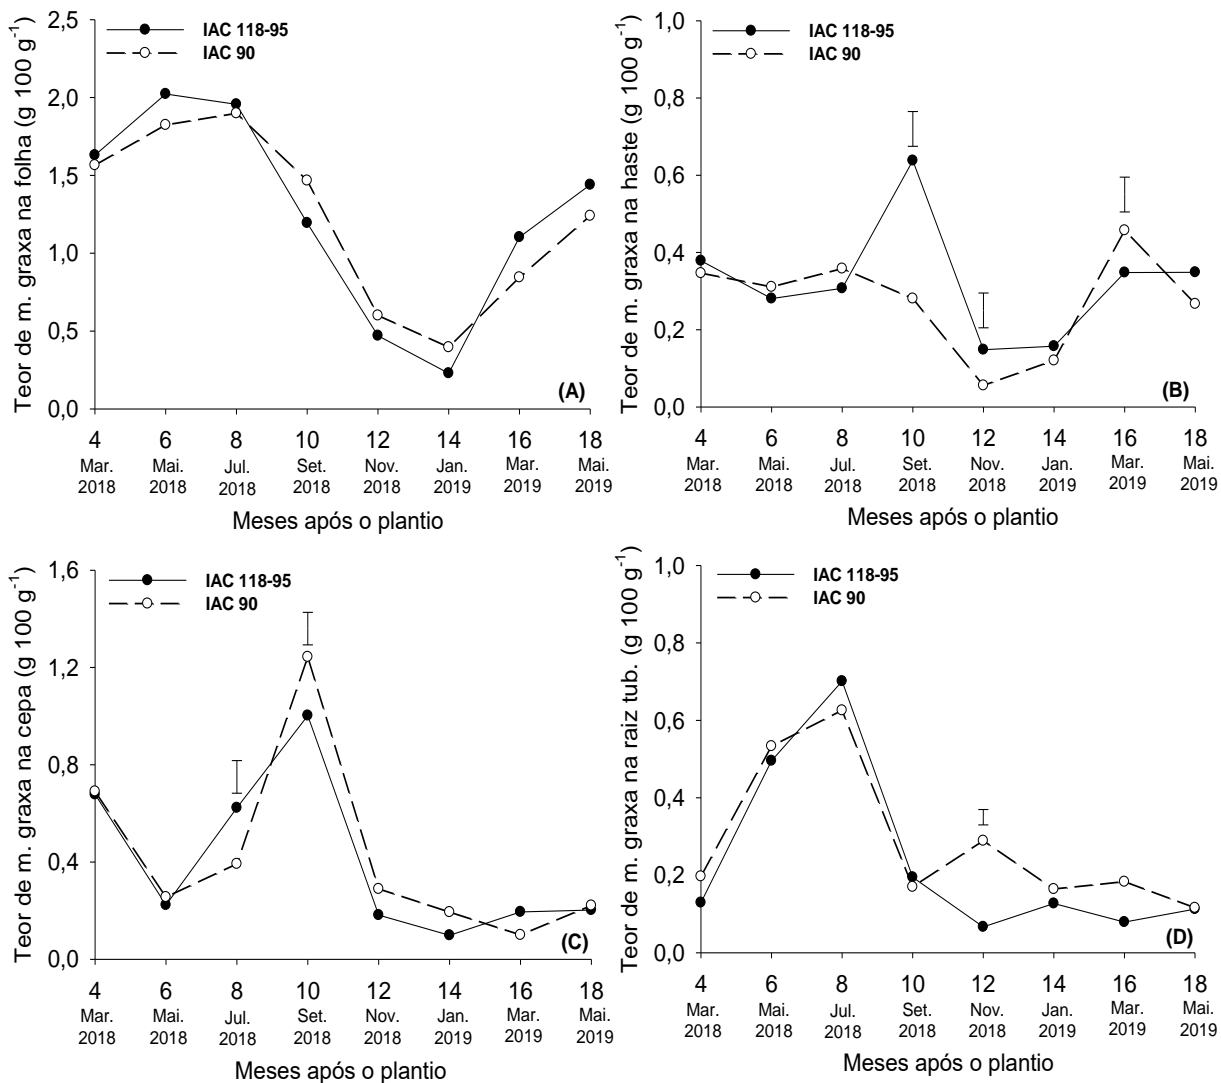 Teor de m. graxa na folha (g 100 g-1)
2,5
2,0
1,5
1,0
0,5
0,0
IAC 118-95
IAC 90
(A)
4 6 8 10 12 14 16 18
Mar. Mai. Jul. Set. Nov. Jan. Mar. Mai.
2018 2018 2018 2018 2018 2019 2019 2019
Meses após o plantio
Teor de m. graxa na haste (g 100 g-1)
1,0
0,8
0,6
0,4
0,2
0,0
IAC 118-95
IAC 90
(B)
4 6 8 10 12 14 16 18
Mar. Mai. Jul. Set. Nov. Jan. Mar. Mai.
2018 2018 2018 2018 2018 2019 2019 2019
Meses após o plantio
Teor de m. graxa na cepa (g 100 g-1)
1,6
1,2
0,8
0,4
0,0
IAC 118-95
IAC 90
(C)
4 6 8 10 12 14 16 18
Mar. Mai. Jul. Set. Nov. Jan. Mar. Mai.
2018 2018 2018 2018 2018 2019 2019 2019
Meses após o plantio
Teor de m. graxa na raiz tub. (g 100 g-1)
1,0
0,8
0,6
0,4
0,2
0,0
IAC 118-95
IAC 90
(D)
4 6 8 10 12 14 16 18
Mar. Mai. Jul. Set. Nov. Jan. Mar. Mai.
2018 2018 2018 2018 2018 2019 2019 2019
Meses após o plantio